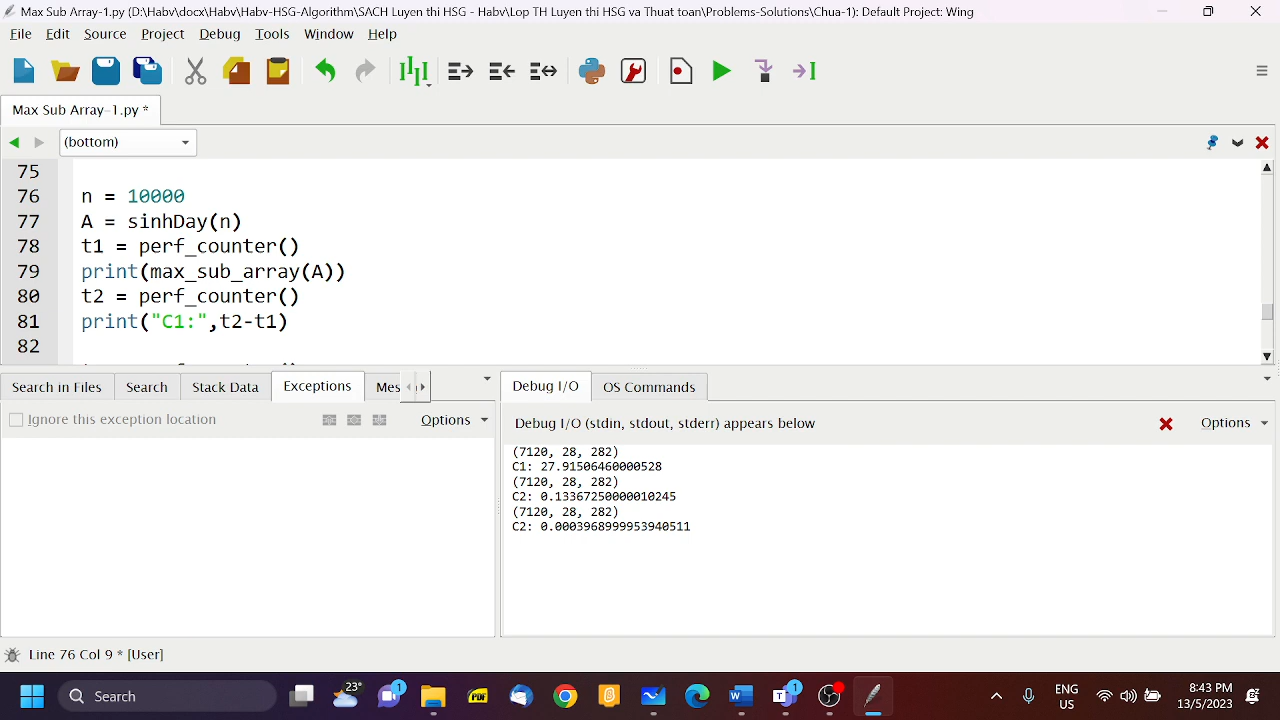 Max Sub Array-1.py (D:\Habv\docx\Habv\Habv-HSG-Algorithm\SACH Luyen thi HSG - Habv\Lop TH Luyen thi HSG va Thuat toan\Problems-Solutions\Chua-1): Default Project: Wing
File Edit Source Project Debug Tools Window Help
Max Sub Array-1.py *
(bottom)
75
76 n = 10000
77 A = sinhDay(n)
78 t1 = perf_counter()
79 print(max_sub_array(A))
80 t2 = perf_counter()
81 print("C1:",t2-t1)
82
Search in Files Search Stack Data Exceptions Mes
Debug I/O OS Commands
Ignore this exception location Options
Debug I/O (stdin, stdout, stderr) appears below Options
(7120, 28, 282)
C1: 27.91506460000528
(7120, 28, 282)
C2: 0.13367250000010245
(7120, 28, 282)
C2: 0.0003968999953940511
Line 76 Col 9 * [User]
Search
23°
1
PDF
1
ENG
US
8:43 PM
13/5/2023